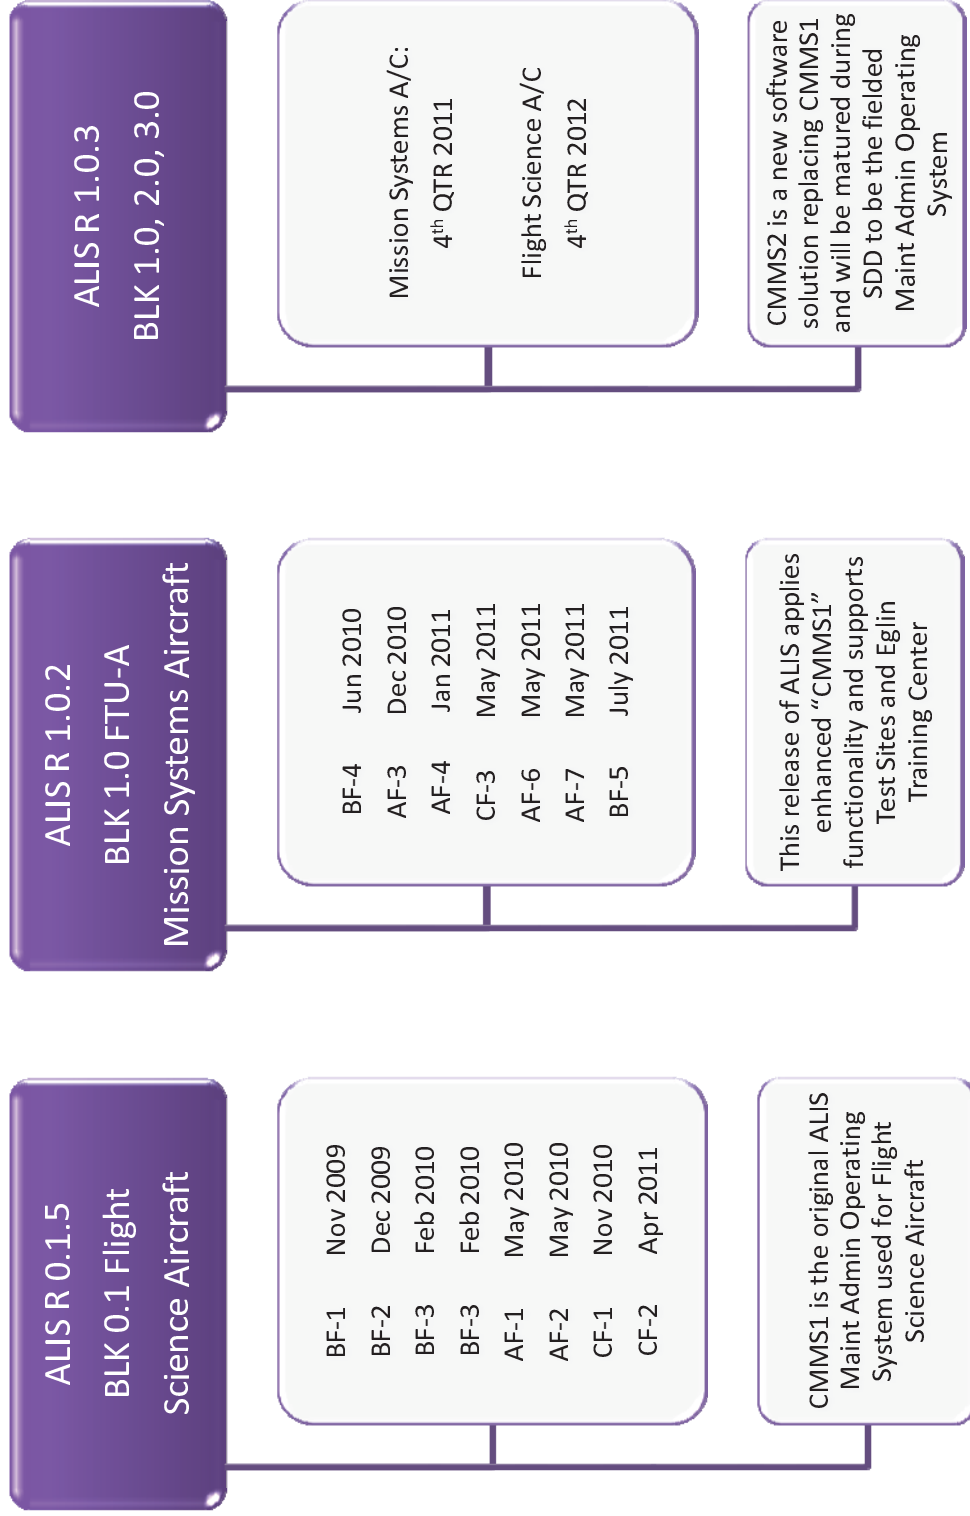 ALIS R 0.1.5
BLK 0.1 Flight
Science Aircraft
BF-1 Nov 2009
BF-2 Dec 2009
BF-3 Feb 2010
BF-3 Feb 2010
AF-1 May 2010
AF-2 May 2010
CF-1 Nov 2010
CF-2 Apr 2011
CMMS1 is the original ALIS
Maint Admin Operating
System used for Flight
Science Aircraft
ALIS R 1.0.2
BLK 1.0 FTU-A
Mission Systems Aircraft
BF-4 Jun 2010
AF-3 Dec 2010
AF-4 Jan 2011
CF-3 May 2011
AF-6 May 2011
AF-7 May 2011
BF-5 July 2011
This release of ALIS applies
enhanced “CMMS1”
functionality and supports
Test Sites and Eglin
Training Center
ALIS R 1.0.3
BLK 1.0, 2.0, 3.0
Mission Systems A/C:
4th QTR 2011
Flight Science A/C
4th QTR 2012
CMMS2 is a new software
solution replacing CMMS1
and will be matured during
SDD to be the fielded
Maint Admin Operating
System